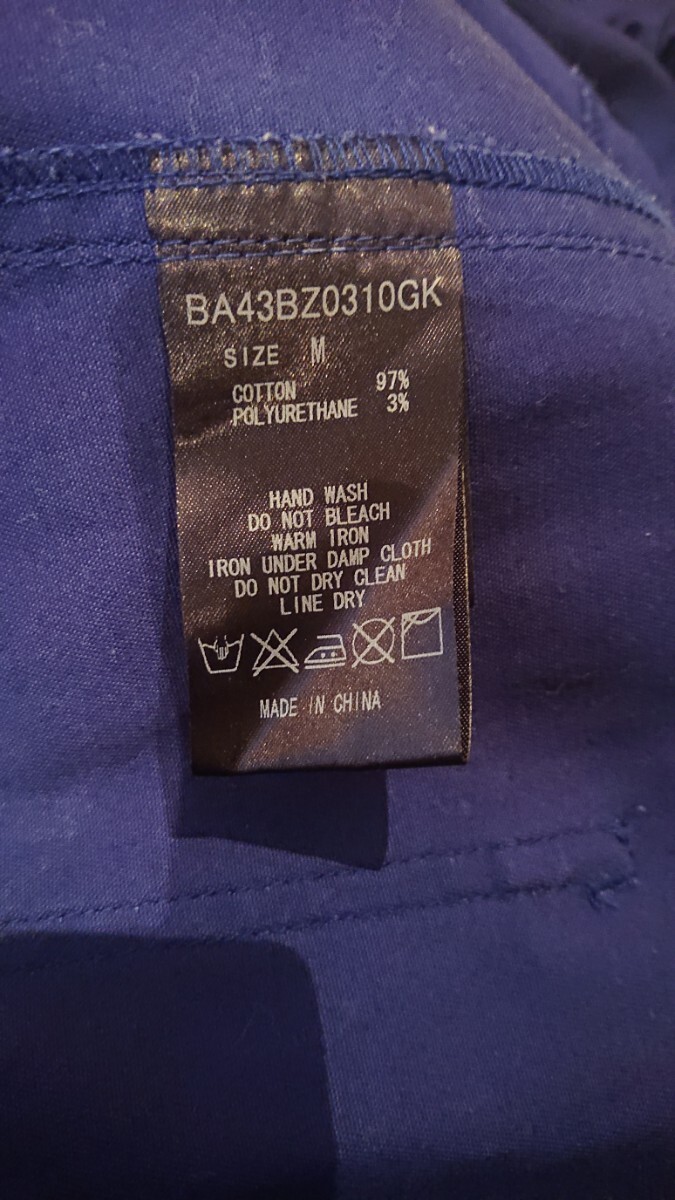 BA43BZ0310GK
SIZE M
COTTON 97%
POLYURETHANE 3%
HAND WASH
DO NOT BLEACH
WARM IRON
IRON UNDER DAMP CLOTH
DO NOT DRY CLEAN
LINE DRY
MADE IN CHINA